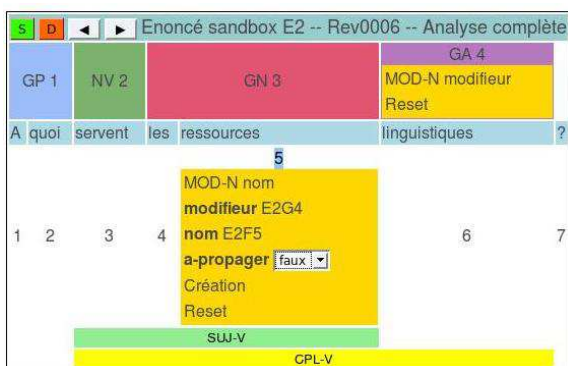 S D ◄ ► Enoncé sandbox E2 -- Rev0006 -- Analyse complète
GP 1 NV 2 GN 3 GA 4
MOD-N modifieur
Reset
A quoi servent les ressources linguistiques ?
5
MOD-N nom
modifieur E2G4
nom E2F5
a-propager faux
Création
Reset
1 2 3 4 6 7
SUJ-V
CPL-V